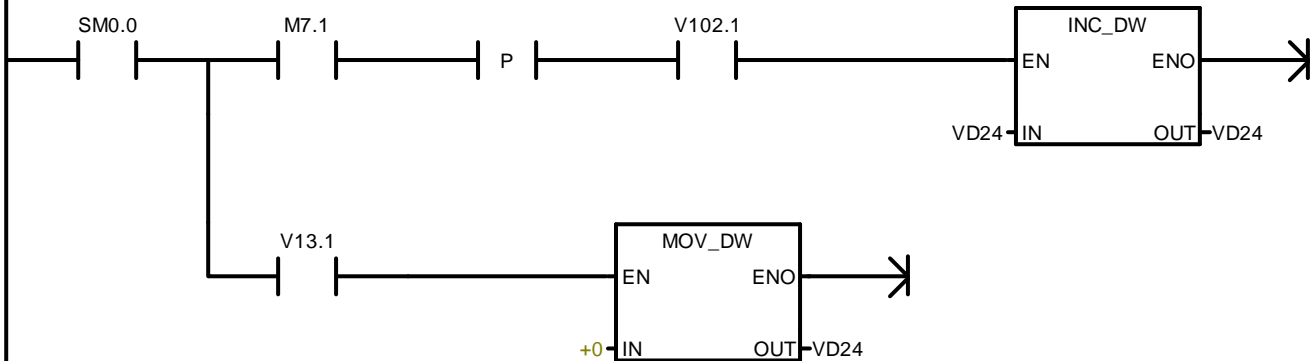 SM0.0 M7.1 V102.1 INC_DW
P EN ENO
VD24 IN OUT VD24
V13.1 MOV_DW
EN ENO
+0 IN OUT VD24